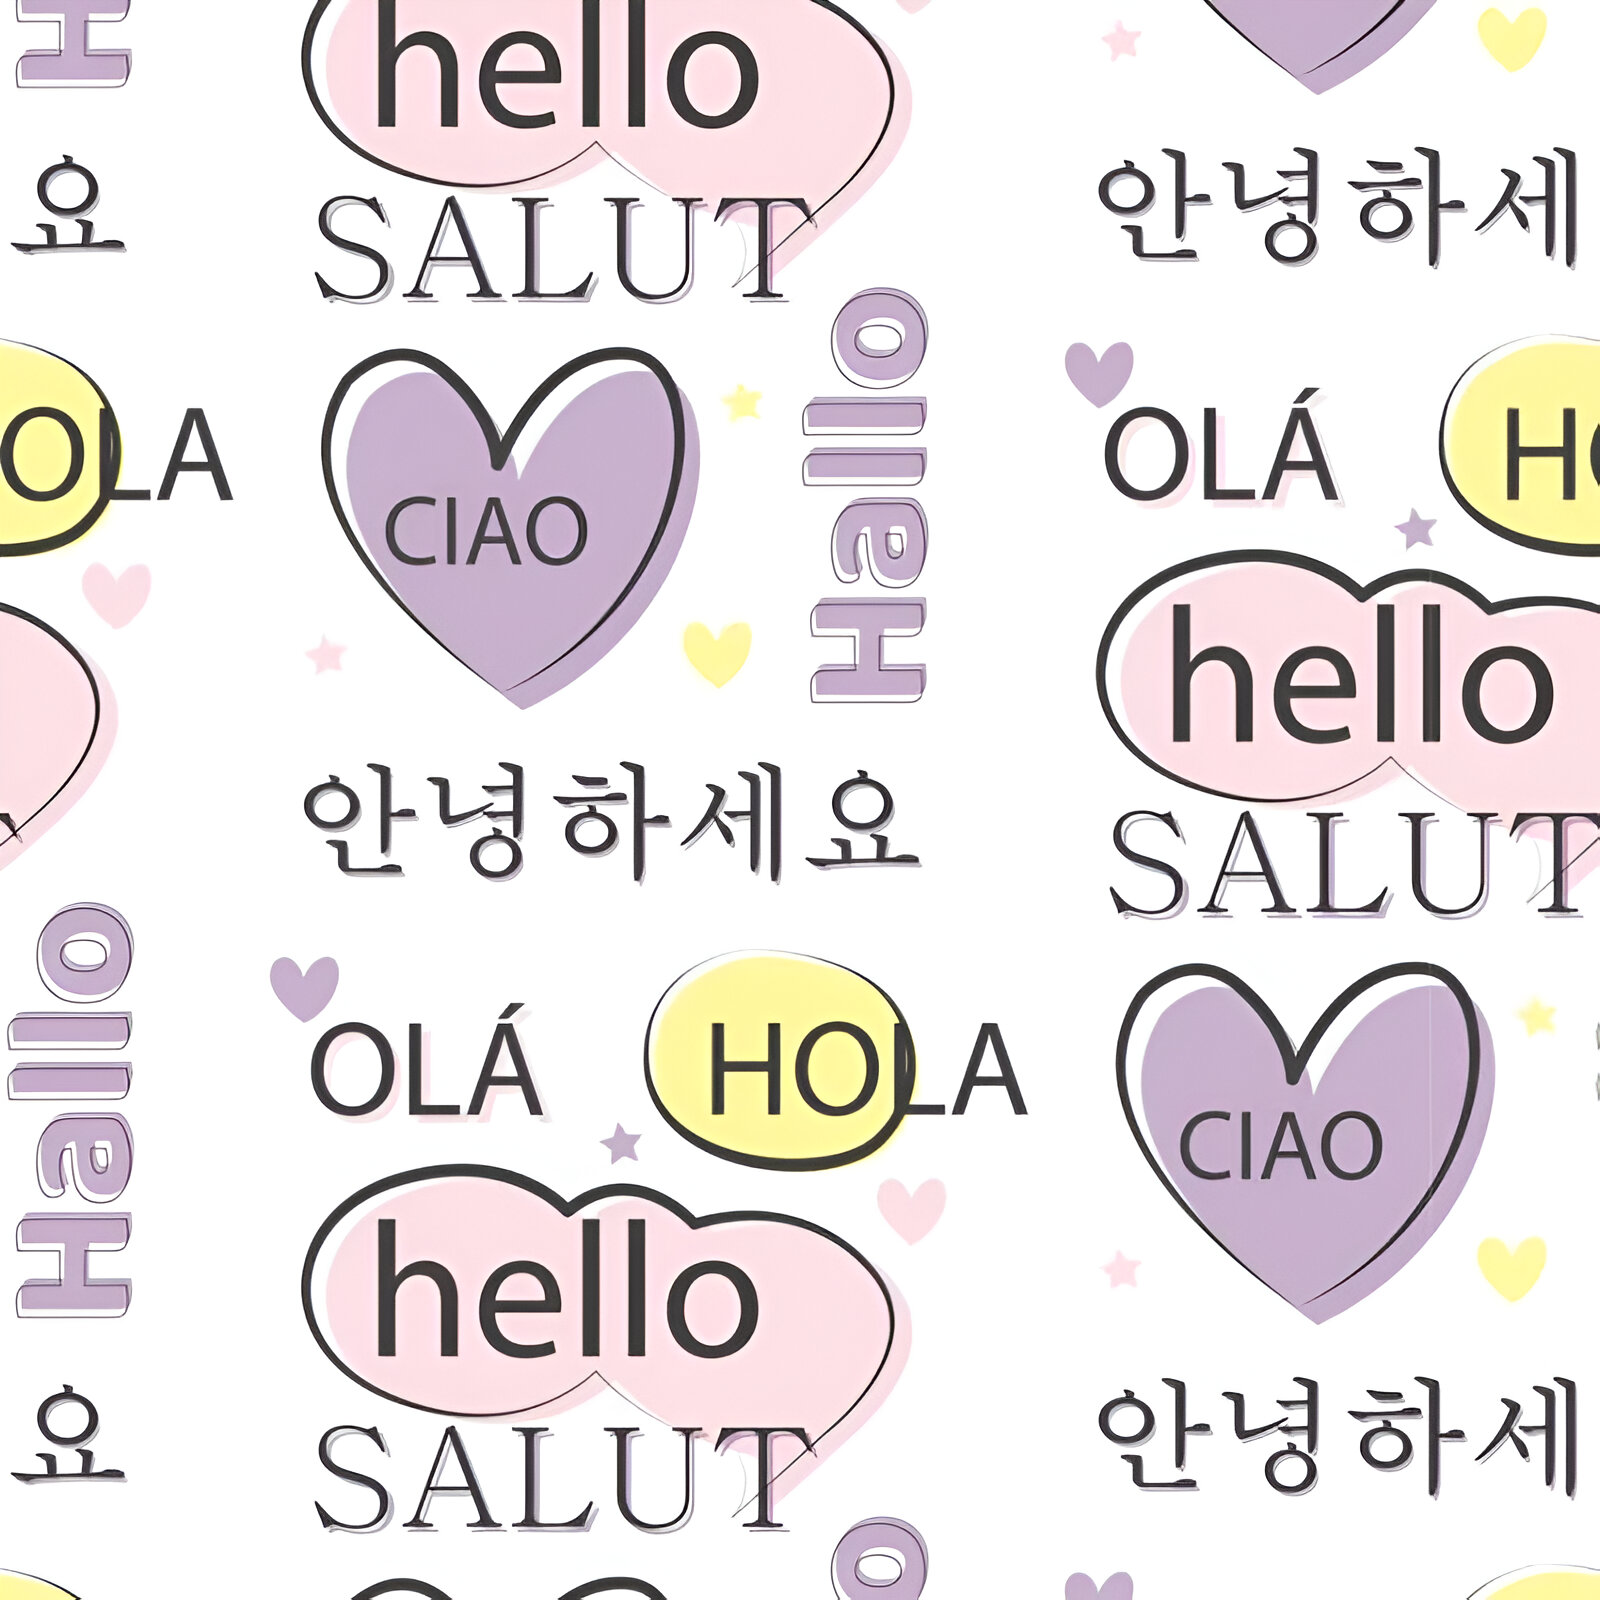 hello
SALUT
H
요
안녕하세
Hallo
CIAO
OLA
OLÁ
HO
hello
SALUT
안녕하세요
Hallo
OLÁ
HOLA
CIAO
hello
SALUT
요
안녕하세
o